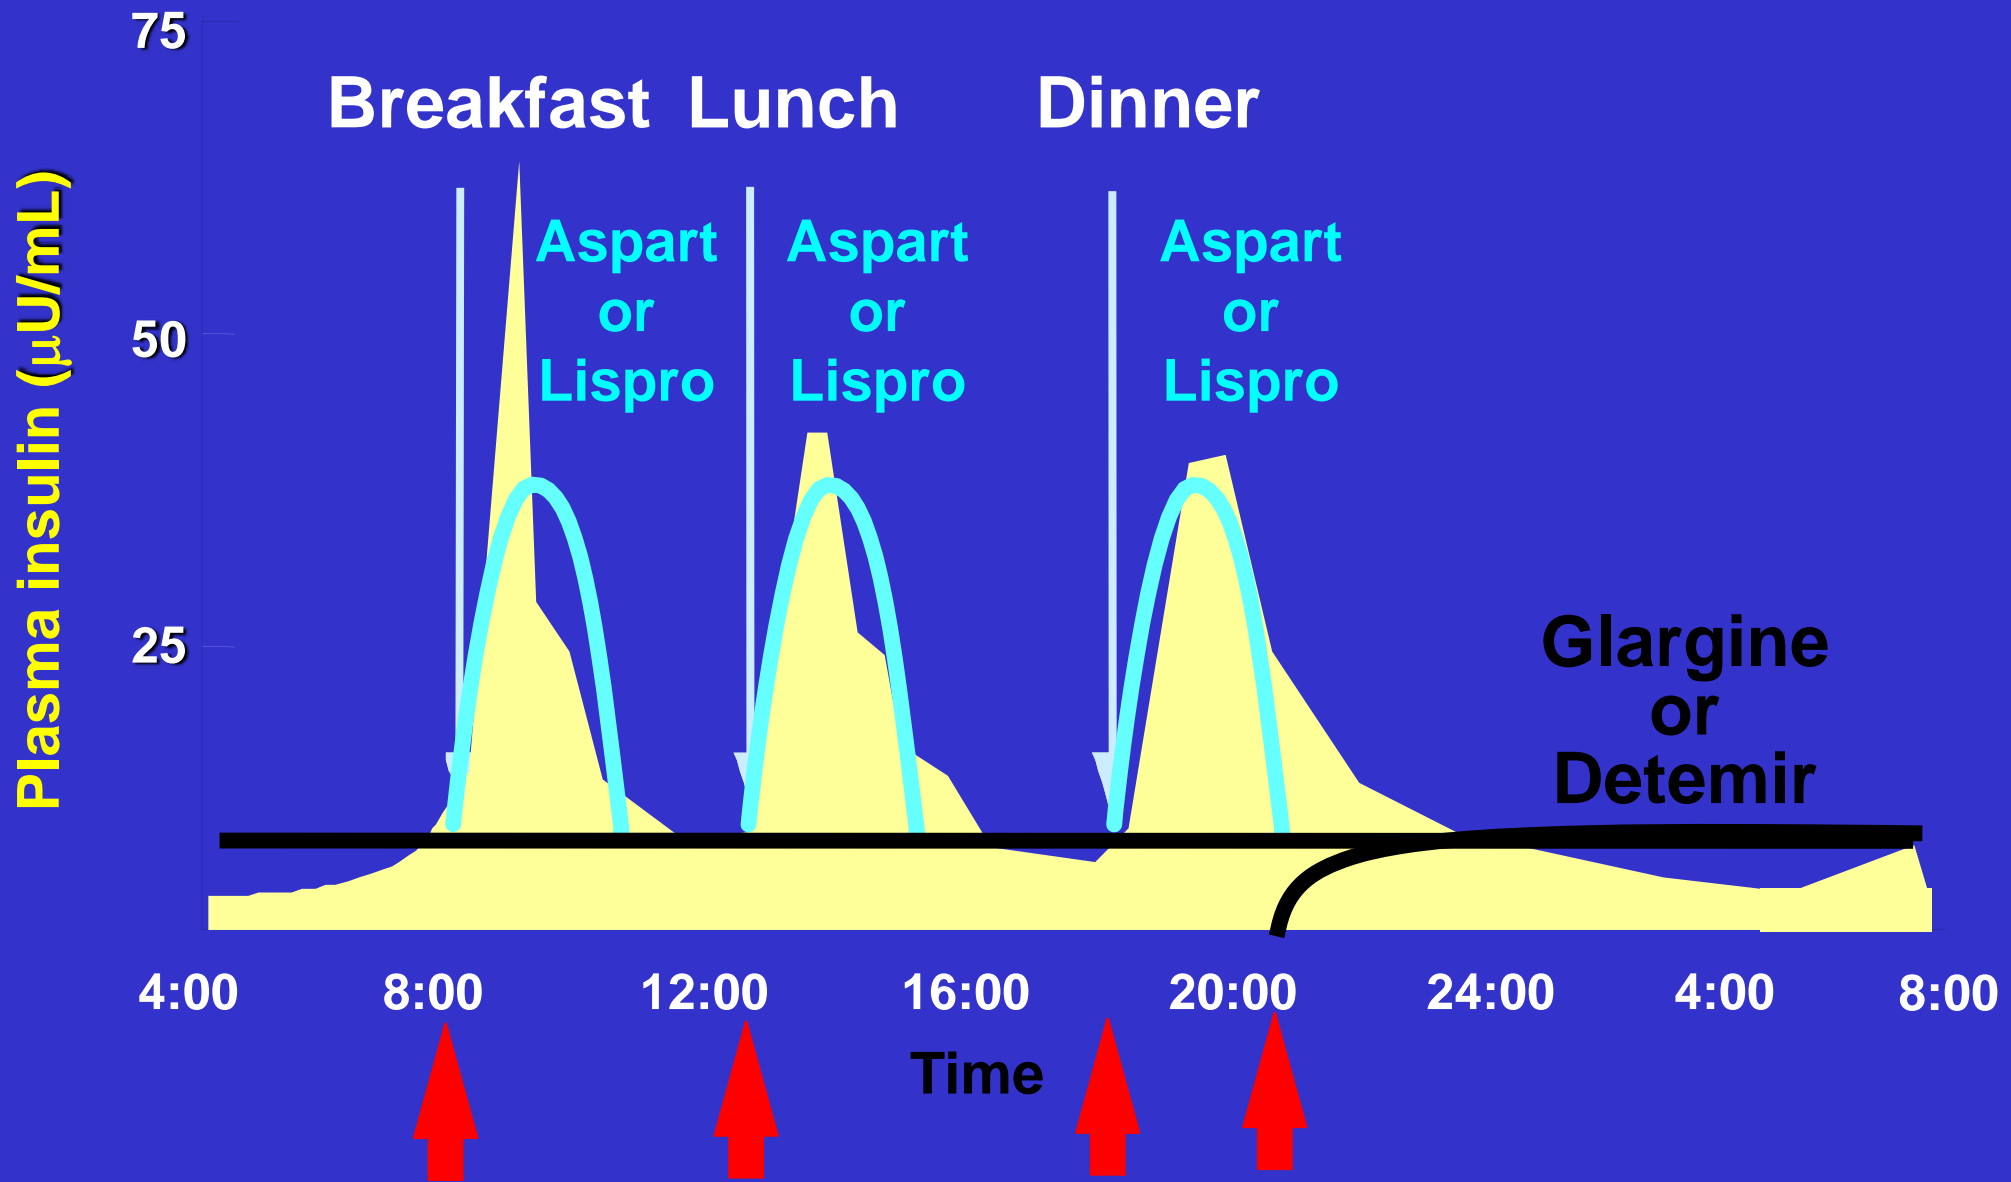 75
Breakfast Lunch Dinner
Plasma insulin (μU/mL)
Aspart
or
Lispro
Aspart
or
Lispro
Aspart
or
Lispro
50
25
Glargine
or
Detemir
4:00 8:00 12:00 16:00 20:00 24:00 4:00 8:00
Time